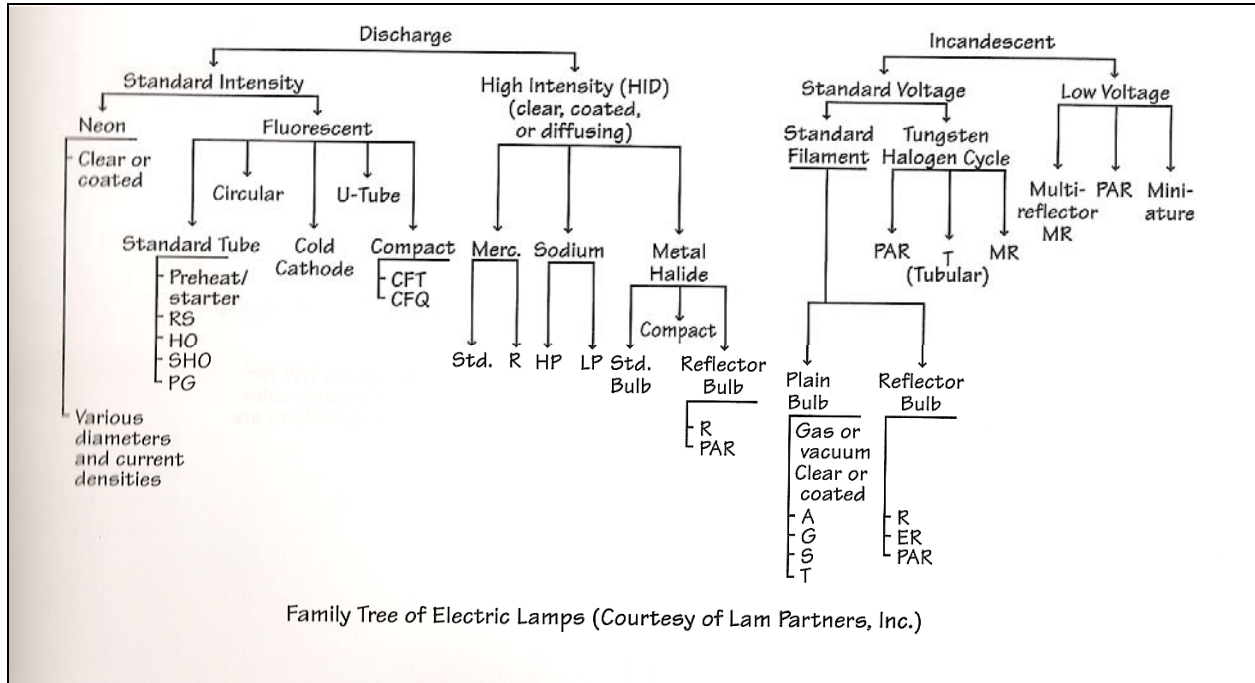 Discharge
Standard Intensity
Neon
Clear or
coated
Various
diameters
and current
densities
Fluorescent
Standard Tube
Preheat/
starter
RS
HO
SHO
PG
Circular
Cold
Cathode
U-Tube
Compact
CFT
CFQ
High Intensity (HID)
(clear, coated,
or diffusing)
Merc.
Std.
R
Sodium
HP
LP
Metal
Halide
Std.
Bulb
Compact
Reflector
Bulb
R
PAR
Incandescent
Standard Voltage
Standard
Filament
Plain
Bulb
Gas or
vacuum
Clear or
coated
A
G
S
T
Reflector
Bulb
R
ER
PAR
Tungsten
Halogen Cycle
PAR
T
(Tubular)
MR
Low Voltage
Multi-
reflector
MR
PAR
Mini-
ature
Family Tree of Electric Lamps (Courtesy of Lam Partners, Inc.)